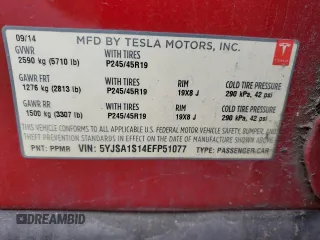 09/14
MFD BY TESLA MOTORS, INC.
GVWR
2590 kg (5710 lb)
WITH TIRES
P245/45R19
TESLA
GAWR FRT
1276 kg (2813 lb)
WITH TIRES
P245/45R19
RIM
19X8 J
COLD TIRE PRESSURE
290 kPa, 42 psi
GAWR RR
1500 kg (3307 lb)
WITH TIRES
P245/45R19
RIM
19X8 J
COLD TIRE PRESSURE
290 kPa, 42 psi
THIS VEHICLE CONFORMS TO ALL APPLICABLE U.S. FEDERAL MOTOR VEHICLE SAFETY, BUMPER, AND
THEFT PREVENTION STANDARDS IN EFFECT ON THE DATE OF MANUFACTURE SHOWN ABOVE.
PNT: PPMR VIN: 5YJSA1S14EFP51077 TYPE: PASSENGER CAR
DREAMBID